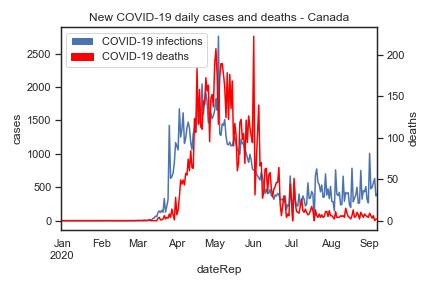 New COVID-19 daily cases and deaths - Canada
COVID-19 infections
COVID-19 deaths
cases
2500
2000
1500
1000
500
0
deaths
200
150
100
50
0
Jan Feb Mar Apr May Jun Jul Aug Sep
2020
dateRep